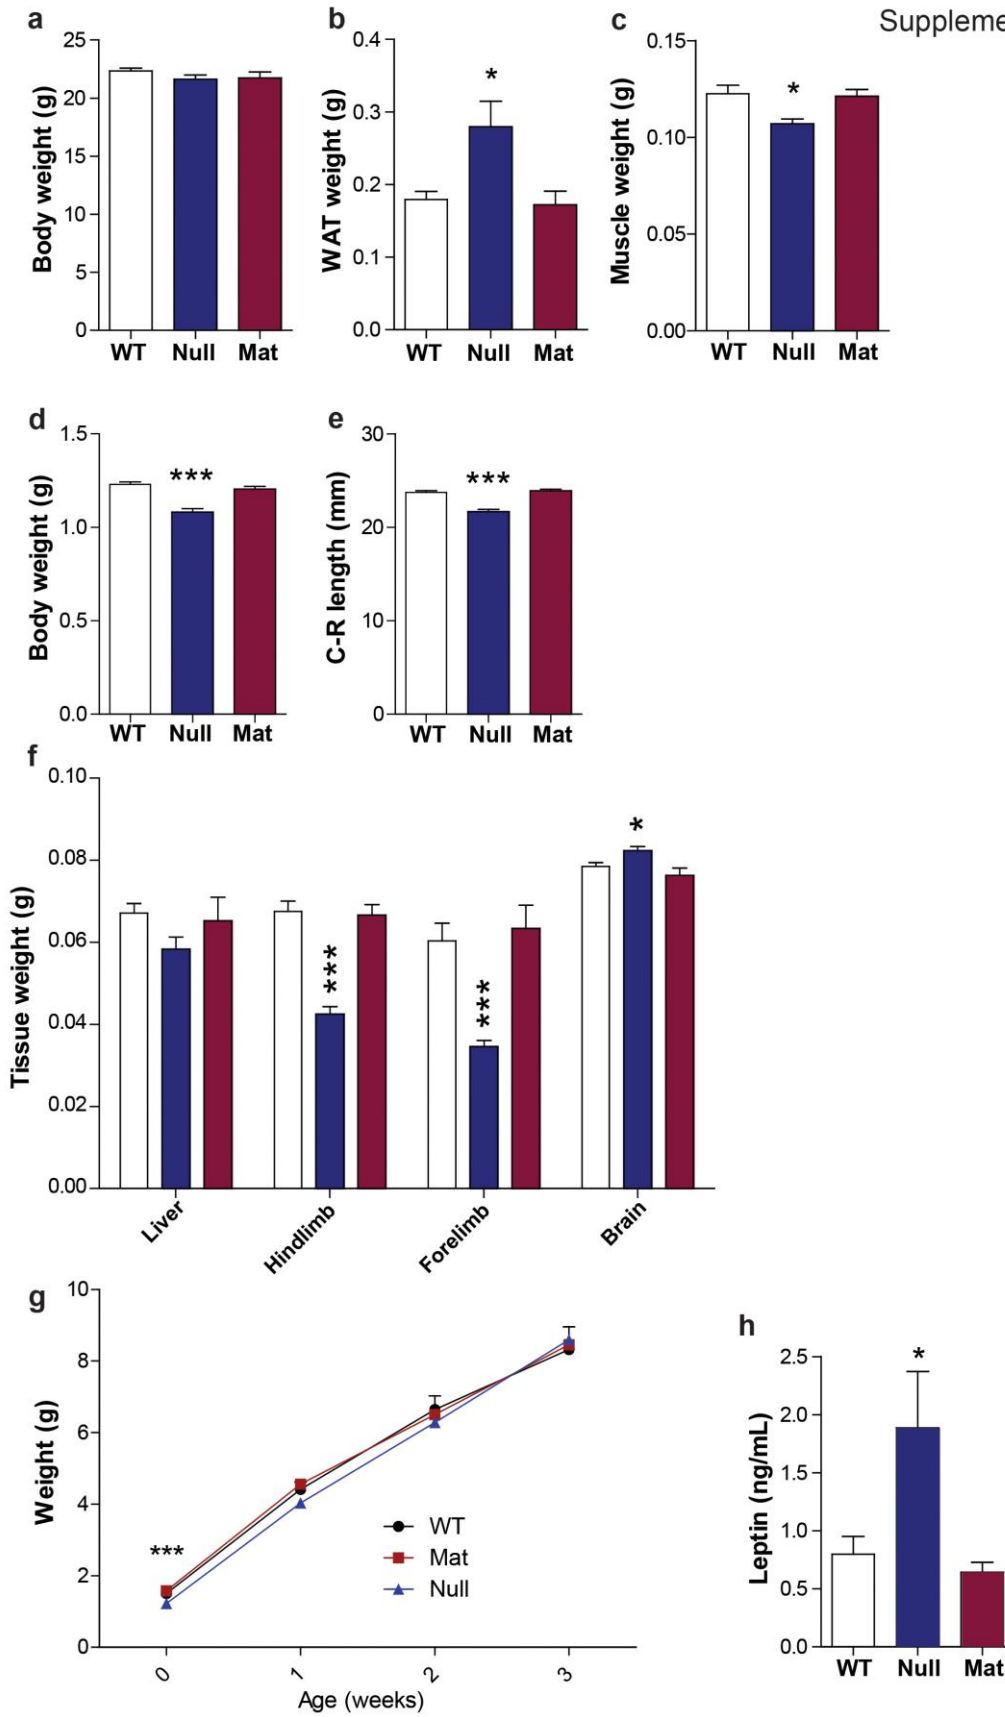 Suppleme
a
Body weight (g)
25
20
15
10
5
0
WT Null Mat
b
WAT weight (g)
0.4
0.3
0.2
0.1
0.0
*
WT Null Mat
c
Muscle weight (g)
0.15
0.10
0.05
0.00
*
WT Null Mat
d
Body weight (g)
1.5
1.0
0.5
0.0
***
WT Null Mat
e
C-R length (mm)
30
20
10
0
***
WT Null Mat
f
Tissue weight (g)
0.10
0.08
0.06
0.04
0.02
0.00
***
***
*
Liver Hindlimb Forelimb Brain
g
Weight (g)
10
8
6
4
2
0
***
WT
Mat
Null
0 1 2 3
Age (weeks)
h
Leptin (ng/mL)
2.5
2.0
1.5
1.0
0.5
0.0
*
WT Null Mat